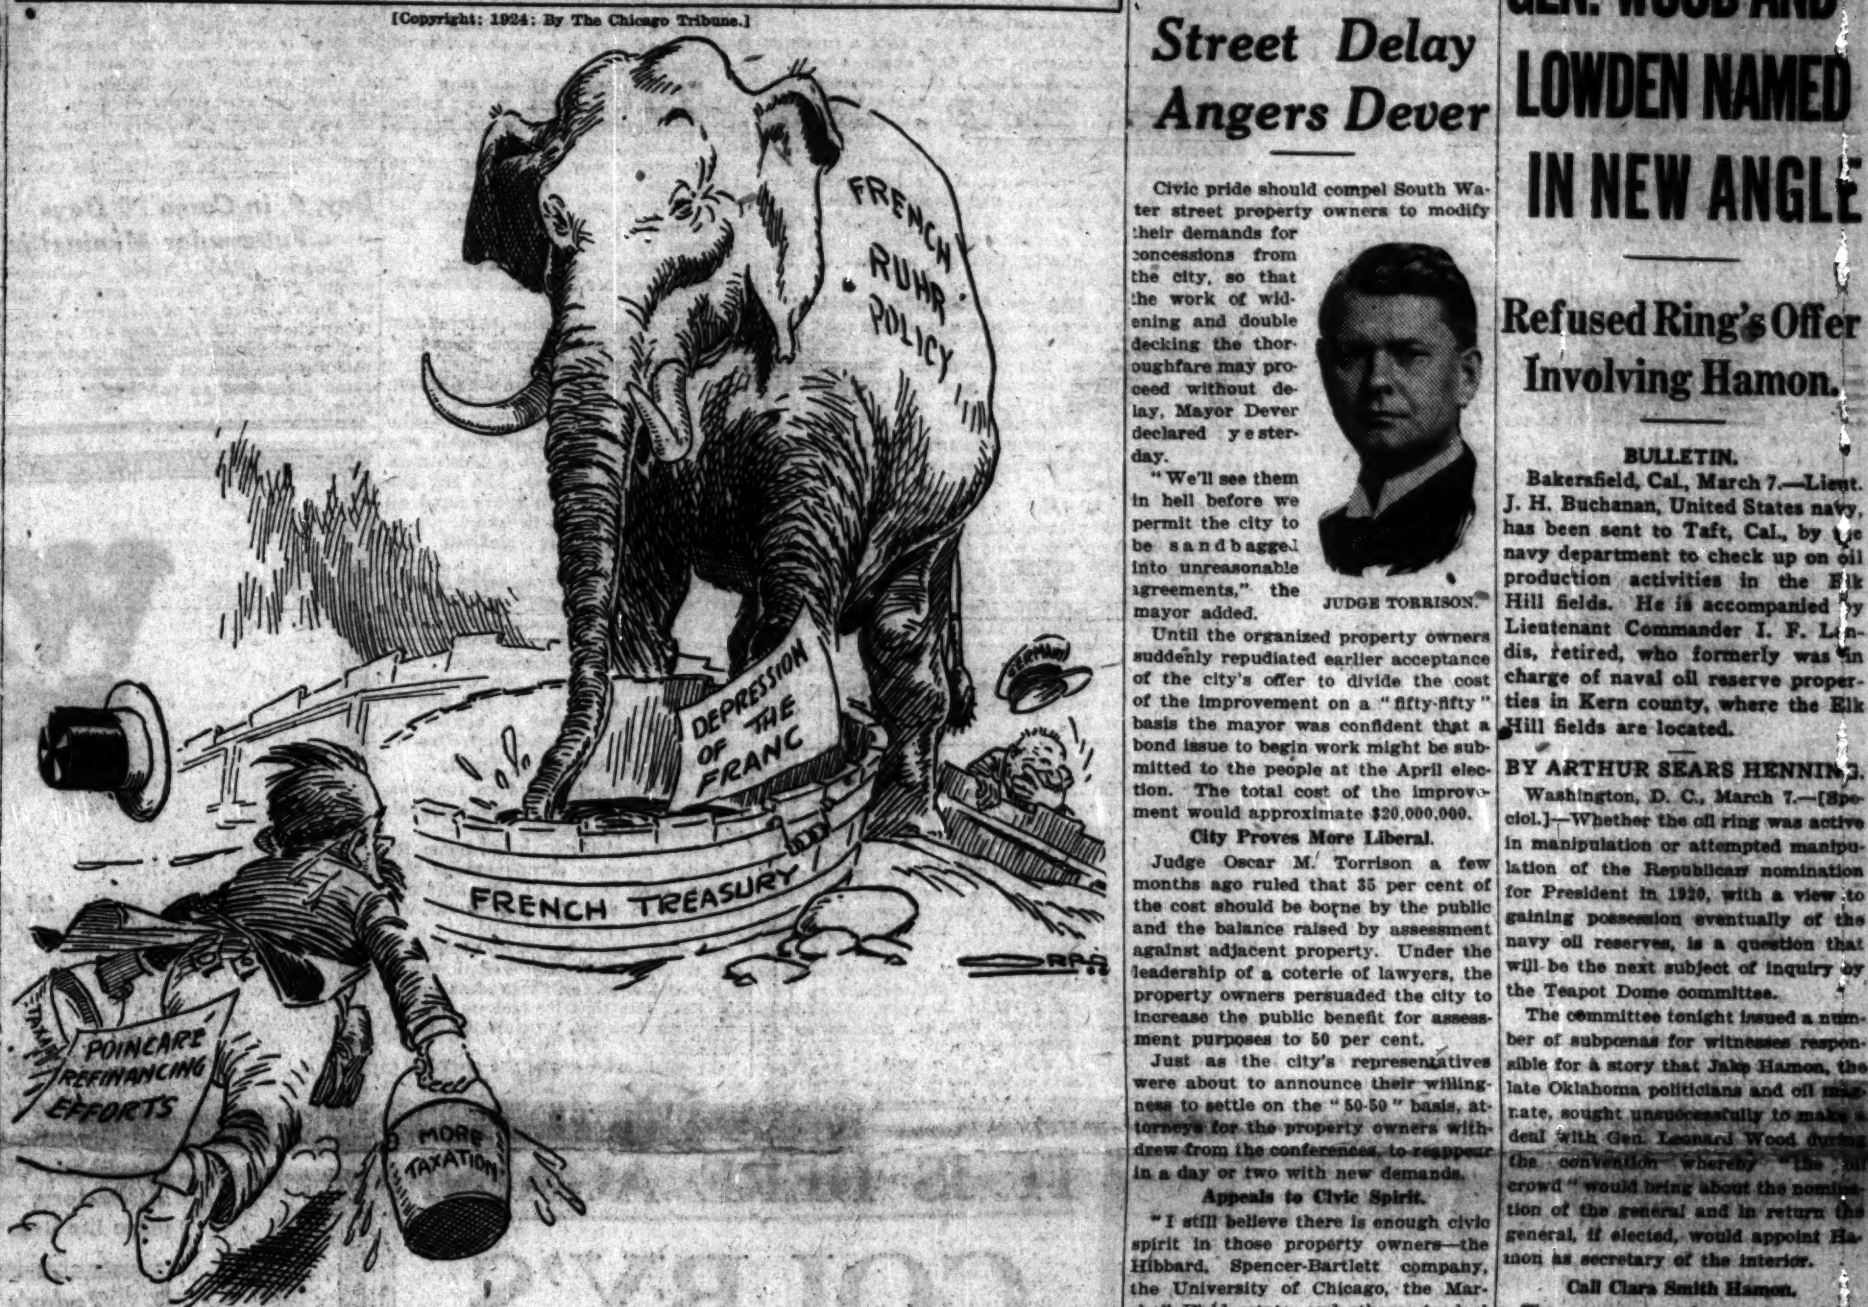 [Copyright: 1924: By The Chicago Tribune.]
FRENCH
RUHR
POLICY
DEPRESSION
OF THE
FRANC
GERMANY
FRENCH TREASURY
ORR
TAXA
POINCARE
REFINANCING
EFFORTS
MORE
TAXATION
Street Delay
Angers Dever
Civic pride should compel South Wa-
ter street property owners to modify
their demands for
concessions from
the city, so that
the work of wid-
ening and double
decking the thor-
oughfare may pro-
ceed without de-
lay, Mayor Dever
declared yester-
day.
"We'll see them
in hell before we
permit the city to
be sandbagged
into unreasonable
agreements," the
mayor added.
JUDGE TORRISON.
Until the organized property owners
suddenly repudiated earlier acceptance
of the city's offer to divide the cost
of the improvement on a "fifty-fifty"
basis the mayor was confident that a
bond issue to begin work might be sub-
mitted to the people at the April elec-
tion. The total cost of the improve-
ment would approximate $20,000,000.
City Proves More Liberal.
Judge Oscar M. Torrison a few
months ago ruled that 35 per cent of
the cost should be borne by the public
and the balance raised by assessment
against adjacent property. Under the
leadership of a coterie of lawyers, the
property owners persuaded the city to
increase the public benefit for assess-
ment purposes to 50 per cent.
Just as the city's representatives
were about to announce their willing-
ness to settle on the "50-50" basis, at-
torneys for the property owners with-
drew from the conferences, to reappear
in a day or two with new demands.
Appeals to Civic Spirit.
"I still believe there is enough civic
spirit in those property owners—the
Hibbard, Spencer-Bartlett company,
the University of Chicago, the Mar-
GEN. WOOD AND
LOWDEN NAMED
IN NEW ANGLE
Refused Ring's Offer
Involving Hamon.
BULLETIN.
Bakersfield, Cal., March 7.—Lieut.
J. H. Buchanan, United States navy,
has been sent to Taft, Cal., by the
navy department to check up on oil
production activities in the Elk
Hill fields. He is accompanied by
Lieutenant Commander I. F. Lan-
dis, retired, who formerly was in
charge of naval oil reserve proper-
ties in Kern county, where the Elk
Hill fields are located.
BY ARTHUR SEARS HENNING.
Washington, D. C., March 7.—[Spe-
ciol.]—Whether the oil ring was active
in manipulation or attempted manipu-
lation of the Republican nomination
for President in 1920, with a view to
gaining possession eventually of the
navy oil reserves, is a question that
will be the next subject of inquiry by
the Teapot Dome committee.
The committee tonight issued a num-
ber of subpœnas for witnesses respon-
sible for a story that Jake Hamon, the
late Oklahoma politicians and oil mag-
nate, sought unsuccessfully to make a
deal with Gen. Leonard Wood during
the convention whereby "the oil
crowd" would bring about the nomina-
tion of the general and in return the
general, if elected, would appoint Ha-
mon as secretary of the interior.
Call Clara Smith Hamon.